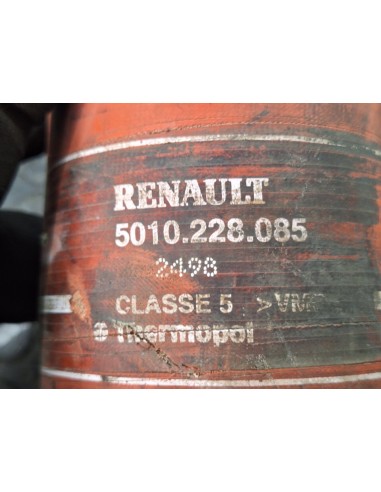 RENAULT
5010.228.085
2498
CLASSE 5 >VM
Thermopol